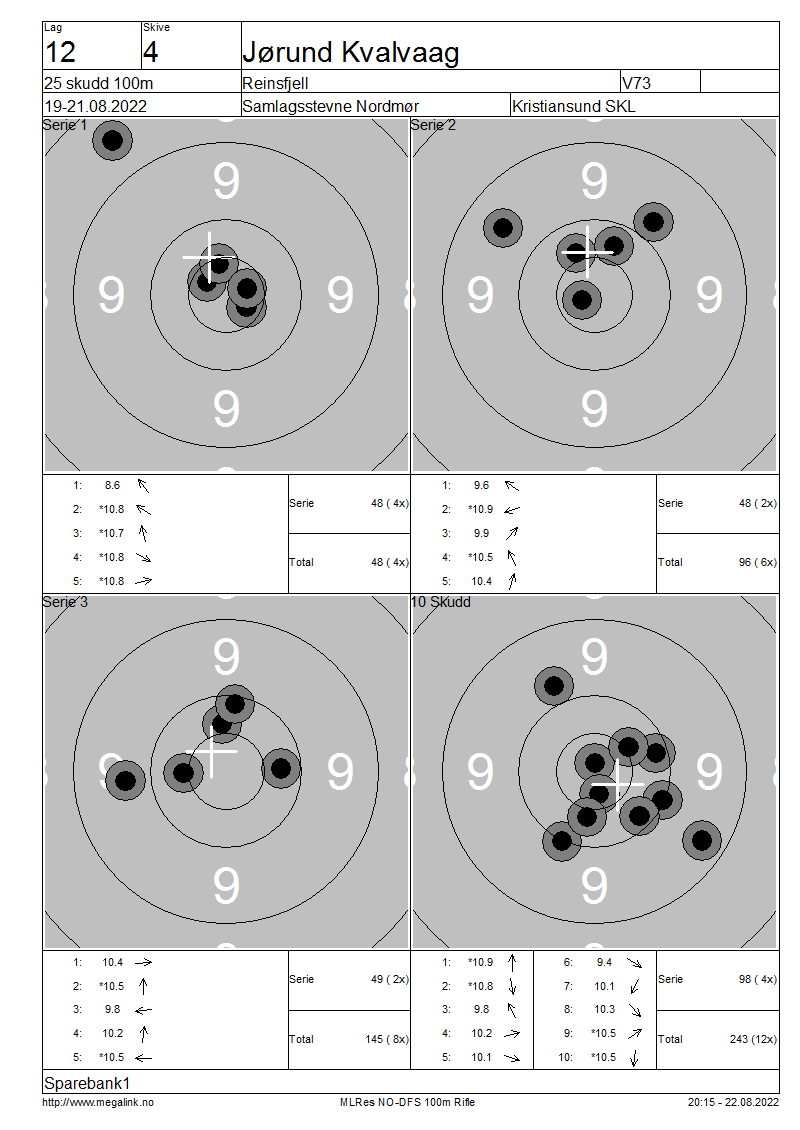 Lag Skive
12 4 Jørund Kvalvaag
25 skudd 100m Reinsfjell V73
19-21.08.2022 Samlagsstevne Nordmør Kristiansund SKL
Serie 1 Serie 2
9 9
9 9 9 9
9 9
1: 8.6 1: 9.6
2: *10.8 Serie 48 ( 4x) 2: *10.9 Serie 48 ( 2x)
3: *10.7 3: 9.9
4: *10.8 Total 48 ( 4x) 4: *10.5 Total 96 ( 6x)
5: *10.8 5: 10.4
Serie 3 10 Skudd
9 9
9 9 9
9 9
1: 10.4 1: *10.9 6: 9.4
2: *10.5 Serie 49 ( 2x) 2: *10.8 7: 10.1 Serie 98 ( 4x)
3: 9.8 3: 9.8 8: 10.3
4: 10.2 Total 145 ( 8x) 4: 10.2 9: *10.5 Total 243 (12x)
5: *10.5 5: 10.1 10: *10.5
Sparebank1
http://www.megalink.no MLRes NO-DFS 100m Rifle 20:15 - 22.08.2022